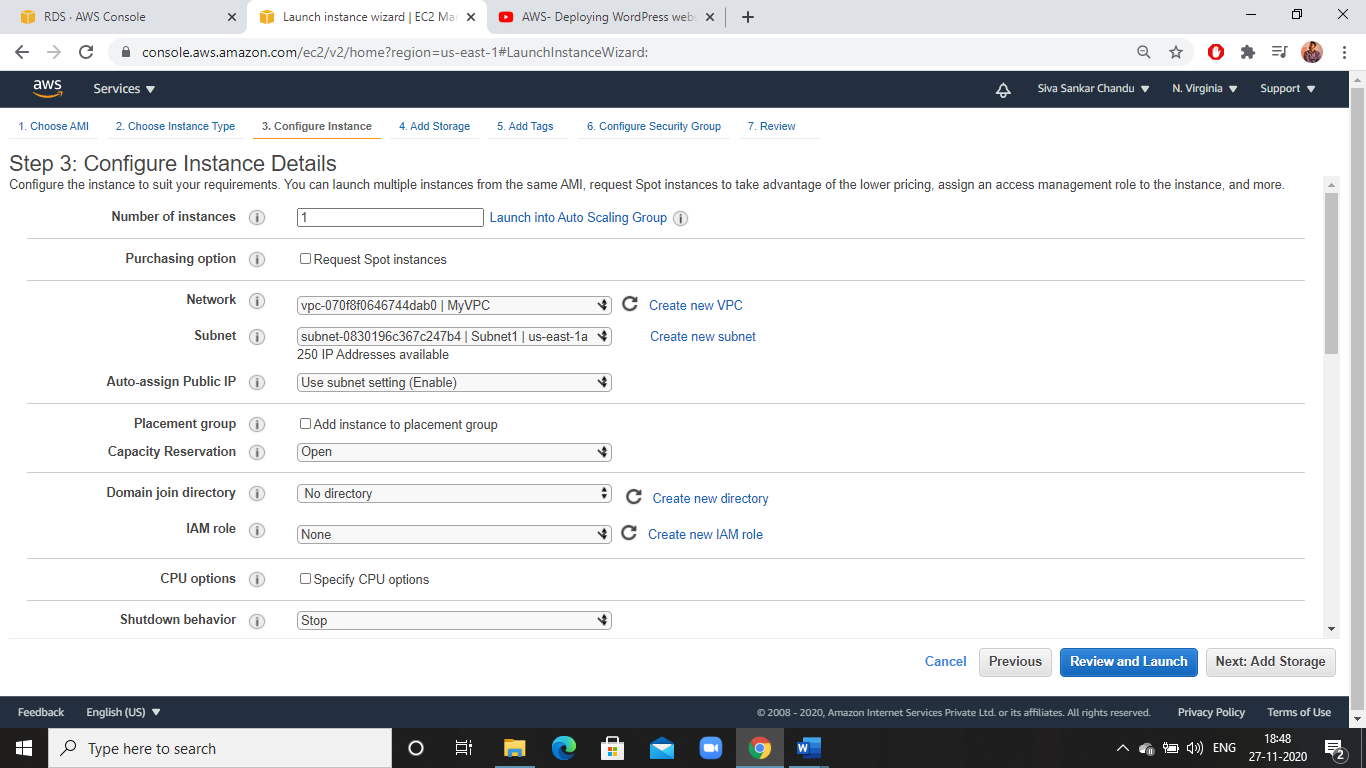 RDS · AWS Console
Launch instance wizard | EC2 Ma
AWS- Deploying WordPress web
console.aws.amazon.com/ec2/v2/home?region=us-east-1#LaunchInstanceWizard:
aws
Services
Siva Sankar Chandu
N. Virginia
Support
1. Choose AMI
2. Choose Instance Type
3. Configure Instance
4. Add Storage
5. Add Tags
6. Configure Security Group
7. Review
Step 3: Configure Instance Details
Configure the instance to suit your requirements. You can launch multiple instances from the same AMI, request Spot instances to take advantage of the lower pricing, assign an access management role to the instance, and more.
Number of instances
1
Launch into Auto Scaling Group
Purchasing option
Request Spot instances
Network
vpc-070f8f0646744dab0 | MyVPC
Create new VPC
Subnet
subnet-0830196c367c247b4 | Subnet1 | us-east-1a
Create new subnet
250 IP Addresses available
Auto-assign Public IP
Use subnet setting (Enable)
Placement group
Add instance to placement group
Capacity Reservation
Open
Domain join directory
No directory
Create new directory
IAM role
None
Create new IAM role
CPU options
Specify CPU options
Shutdown behavior
Stop
Cancel
Previous
Review and Launch
Next: Add Storage
Feedback
English (US)
© 2008 - 2020, Amazon Internet Services Private Ltd. or its affiliates. All rights reserved.
Privacy Policy
Terms of Use
Type here to search
ENG
18:48
27-11-2020
2